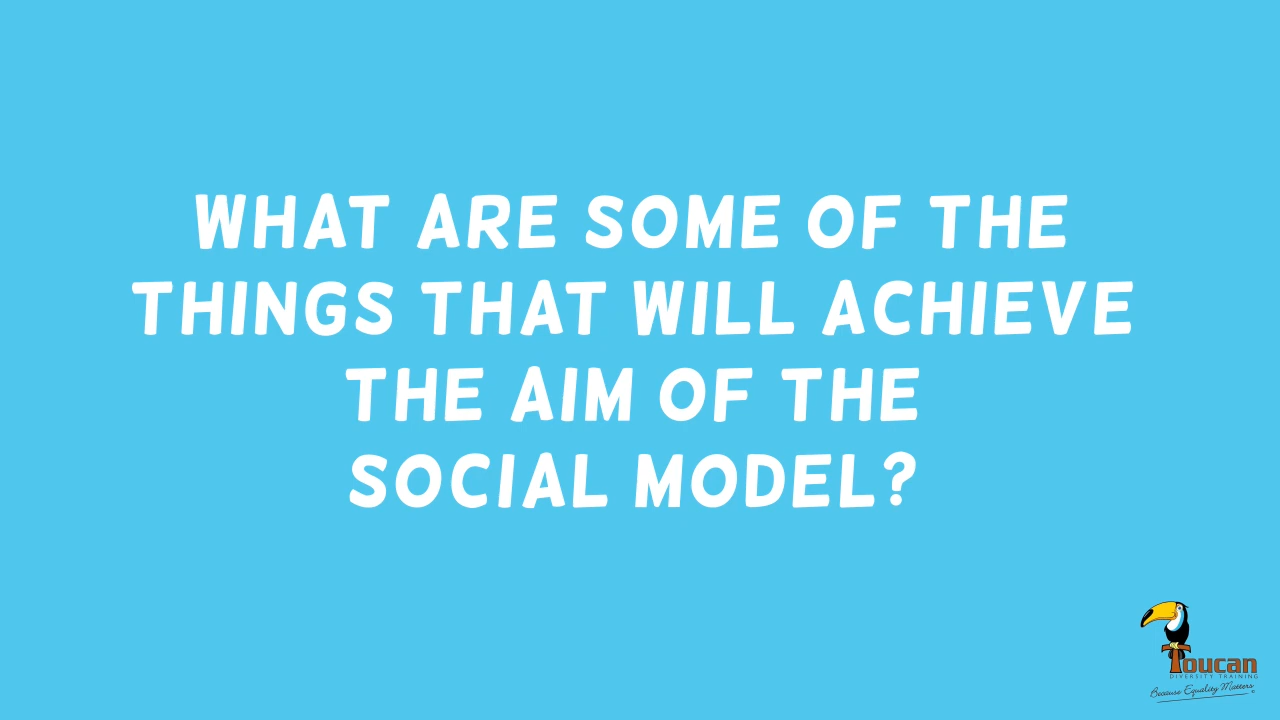 WHAT ARE SOME OF THE
THINGS THAT WILL ACHIEVE
THE AIM OF THE
SOCIAL MODEL?
Toucan
DIVERSITY TRAINING
Because Equality Matters